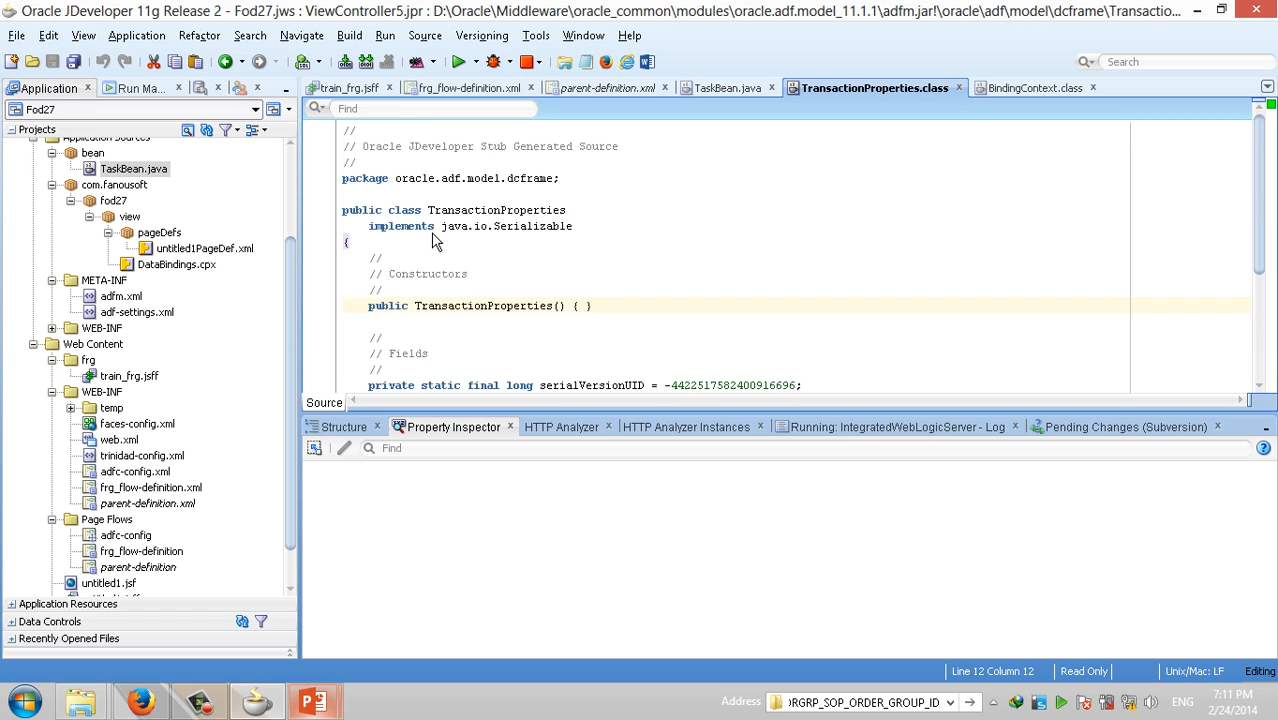 Oracle JDeveloper 11g Release 2 - Fod27.jws : ViewController5.jpr : D:\Oracle\Middleware\oracle_common\modules\oracle.adf.model_11.1.1\adfm.jar!\oracle\adf\model\dcframe\Transactio...
File Edit View Application Refactor Search Navigate Build Run Source Versioning Tools Window Help
Search
Application Run Ma...
train_frg.jsff frg_flow-definition.xml parent-definition.xml TaskBean.java TransactionProperties.class BindingContext.java
Fod27
Find
Projects
Application Sources
bean
TaskBean.java
com.fanousoft
fod27
view
pageDefs
untitled1PageDef.xml
DataBindings.cpx
META-INF
adfm.xml
adf-settings.xml
WEB-INF
Web Content
frg
train_frg.jsff
WEB-INF
temp
faces-config.xml
web.xml
trinidad-config.xml
adfc-config.xml
frg_flow-definition.xml
parent-definition.xml
Page Flows
adfc-config
frg_flow-definition
parent-definition
untitled1.jsf
Application Resources
Data Controls
Recently Opened Files
//
// Oracle JDeveloper Stub Generated Source
//
package oracle.adf.model.dcframe;
public class TransactionProperties
implements java.io.Serializable
{
//
// Constructors
//
public TransactionProperties() { }
//
// Fields
//
private static final long serialVersionUID = -4422517582400916696;
Source
Structure Property Inspector HTTP Analyzer HTTP Analyzer Instances Running: IntegratedWebLogicServer - Log Pending Changes (Subversion)
Find
Line 12 Column 12 Read Only Unix/Mac: LF Editing
Address ORGRP_SOP_ORDER_GROUP_ID ENG
7:11 PM
2/24/2014